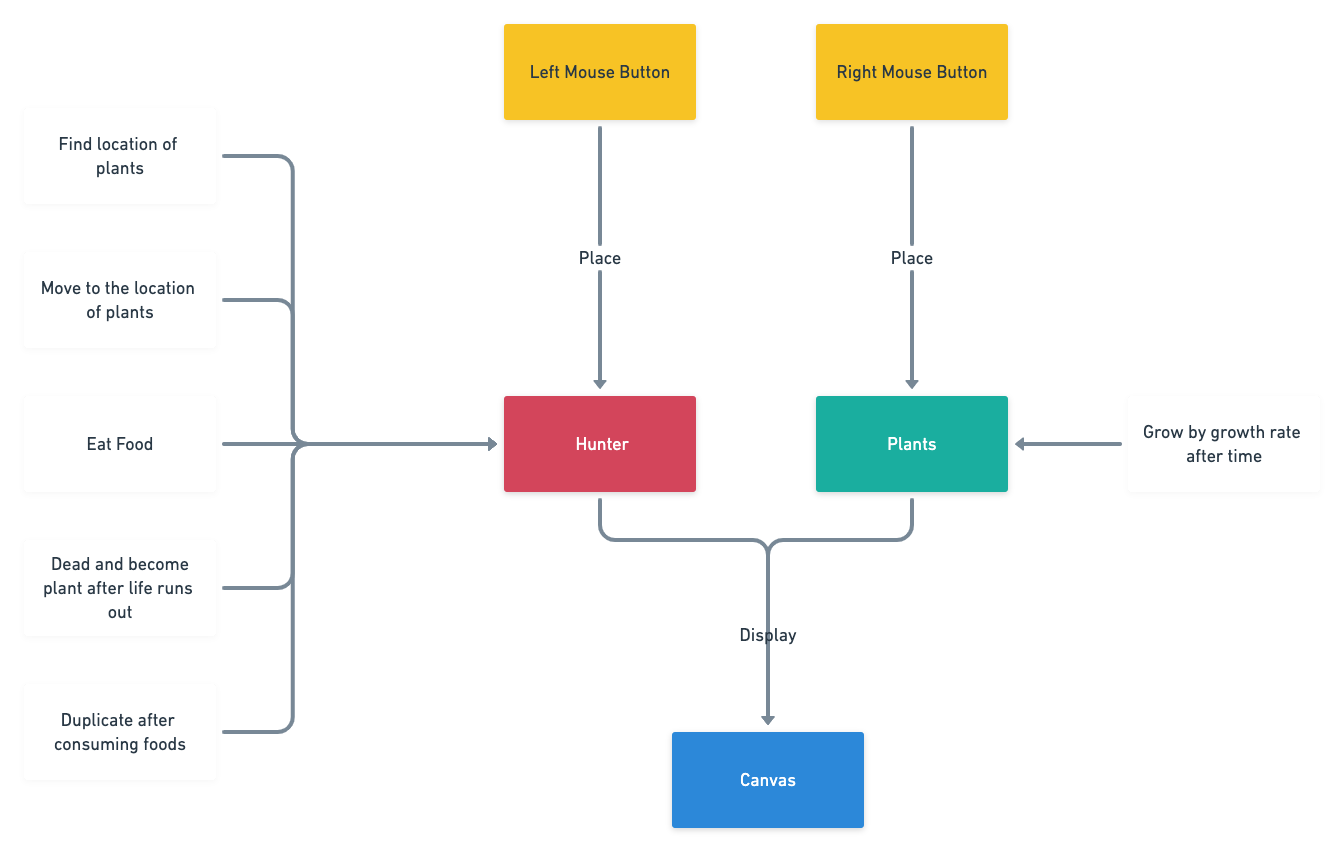 Left Mouse Button
Right Mouse Button
Find location of
plants
Place
Place
Move to the location
of plants
Eat Food
Hunter
Plants
Grow by growth rate
after time
Dead and become
plant after life runs
out
Display
Duplicate after
consuming foods
Canvas